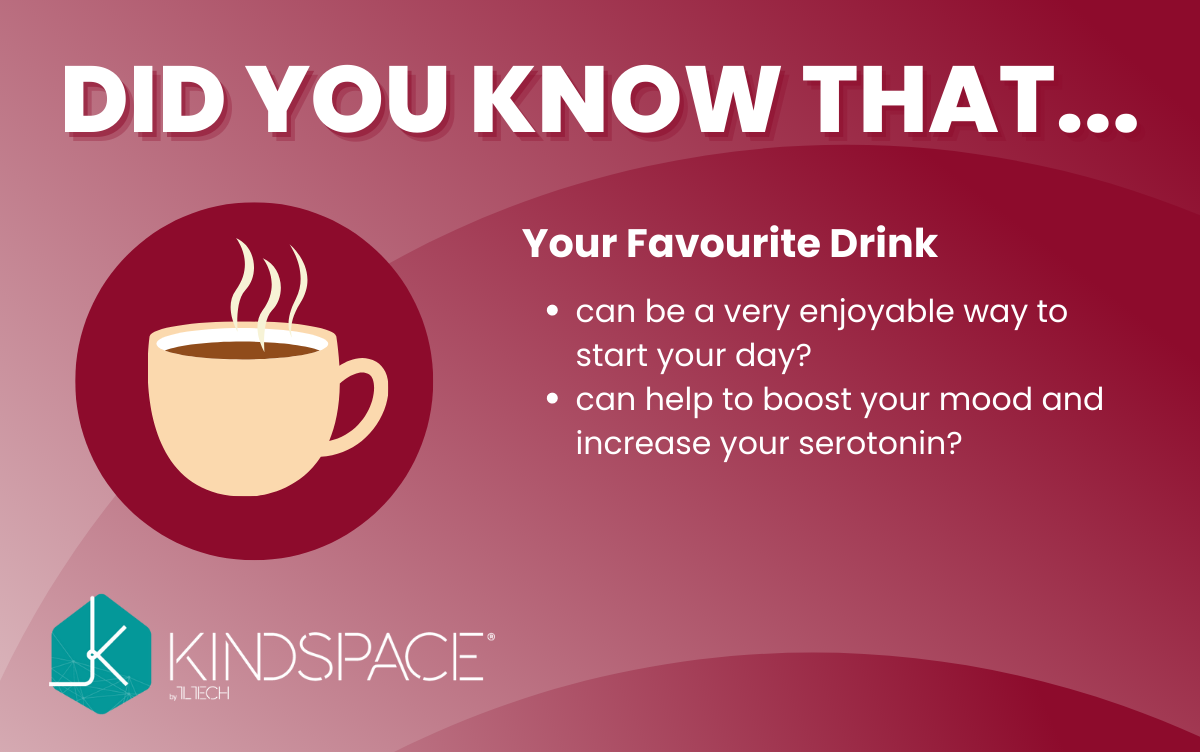 DID YOU KNOW THAT...
Your Favourite Drink
• can be a very enjoyable way to
start your day?
• can help to boost your mood and
increase your serotonin?
KINDSPACE®
by 1LTECH